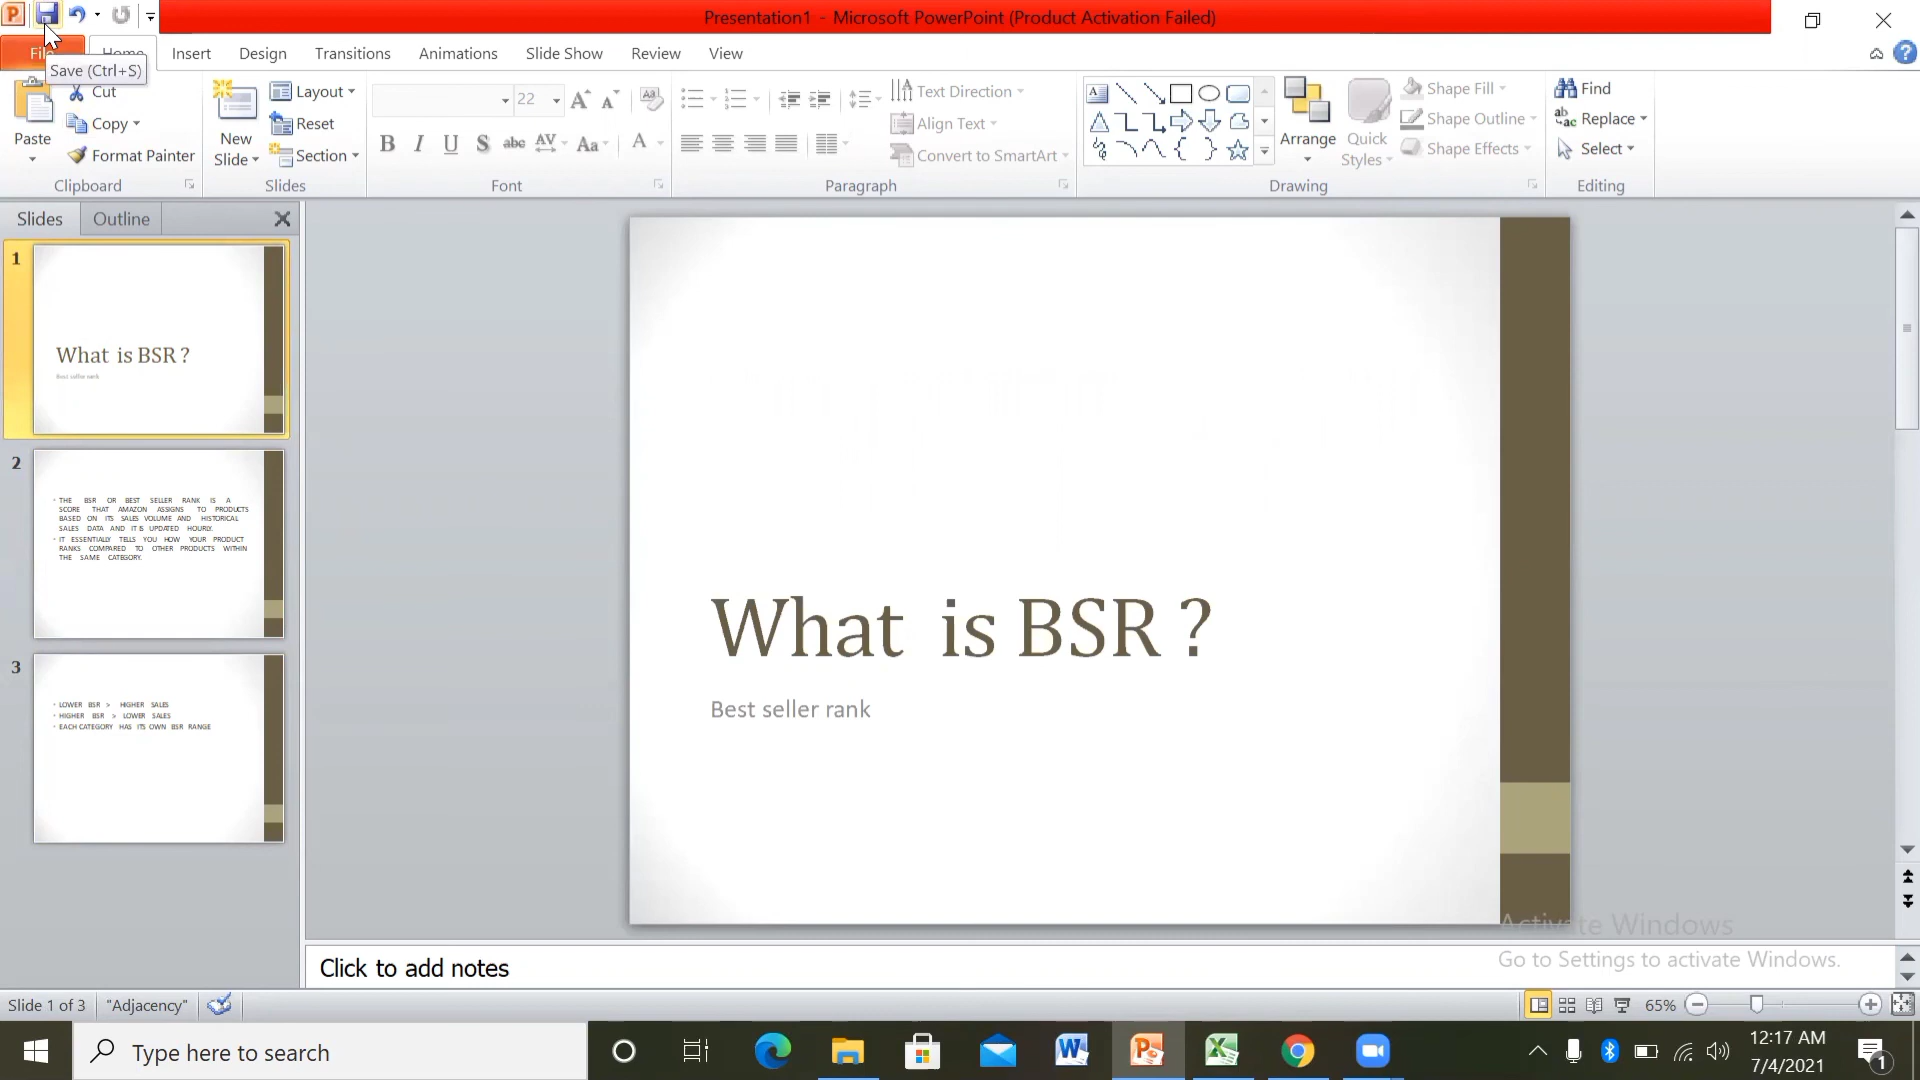 Presentation1 - Microsoft PowerPoint (Product Activation Failed)
File Home Insert Design Transitions Animations Slide Show Review View
Save (Ctrl+S)
Paste
Cut
Copy
Format Painter
Clipboard
New
Slide
Layout
Reset
Section
Slides
22
B I U S abc AV Aa A
Font
Text Direction
Align Text
Convert to SmartArt
Paragraph
Arrange
Quick
Styles
Shape Fill
Shape Outline
Shape Effects
Drawing
Find
Replace
Select
Editing
Slides Outline
1
What is BSR ?
Best seller rank
2
THE BSR OR BEST SELLER RANK IS A
SCORE THAT AMAZON ASSIGNS TO PRODUCTS
BASED ON ITS SALES VOLUME AND HISTORICAL
SALES DATA AND IT IS UPDATED HOURLY.
IT ESSENTIALLY TELLS YOU HOW YOUR PRODUCT
RANKS COMPARED TO OTHER PRODUCTS WITHIN
THE SAME CATEGORY.
3
LOWER BSR > HIGHER SALES
HIGHER BSR > LOWER SALES
EACH CATEGORY HAS ITS OWN BSR RANGE
What is BSR ?
Best seller rank
Activate Windows
Go to Settings to activate Windows.
Click to add notes
Slide 1 of 3 "Adjacency" 65%
Type here to search
12:17 AM
7/4/2021
1